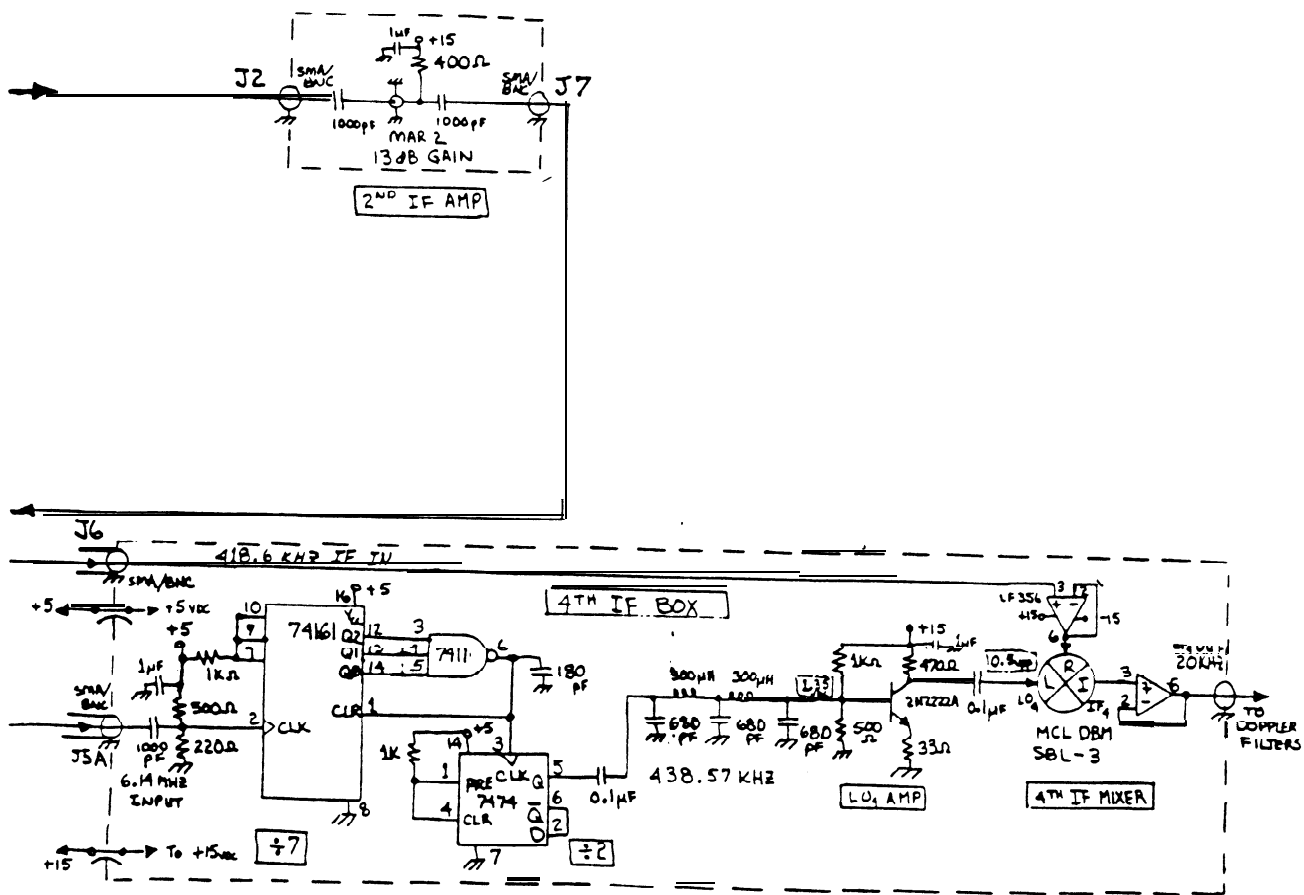 1µF
+15
400Ω
J2
SMA/
BNC
SMA/
BNC
J7
1000pF
1000pF
MAR 2
13dB GAIN
2ND IF AMP
J6
418.6 KHZ IF IN
SMA/BNC
+5
+5 VDC
4TH IF BOX
+5
1µF
1KΩ
10
9
7
16
+5
74161
Q2
Q1
Q0
12
14
3
5
7411
180
PF
SMA/
BNC
J5A
1000
PF
500Ω
220Ω
2
CLK
CLR
1
6.14 MHZ
INPUT
8
÷7
+15
TO +15VDC
+5
1K
14
3
1
4
PRE
CLK
Q
7474
Q
CLR
D
5
6
2
7
÷2
0.1µF
300µH
300µH
680
PF
680
PF
680
PF
438.57 KHZ
1KΩ
500
Ω
+15
1µF
470Ω
2N2222A
33Ω
0.1µF
LO4 AMP
LF356
3
2
+15
-15
6
L
R
I
LO4
IF4
MCL DBM
SBL-3
4TH IF MIXER
3
2
6
20KHZ
TO
DOPPLER
FILTERS